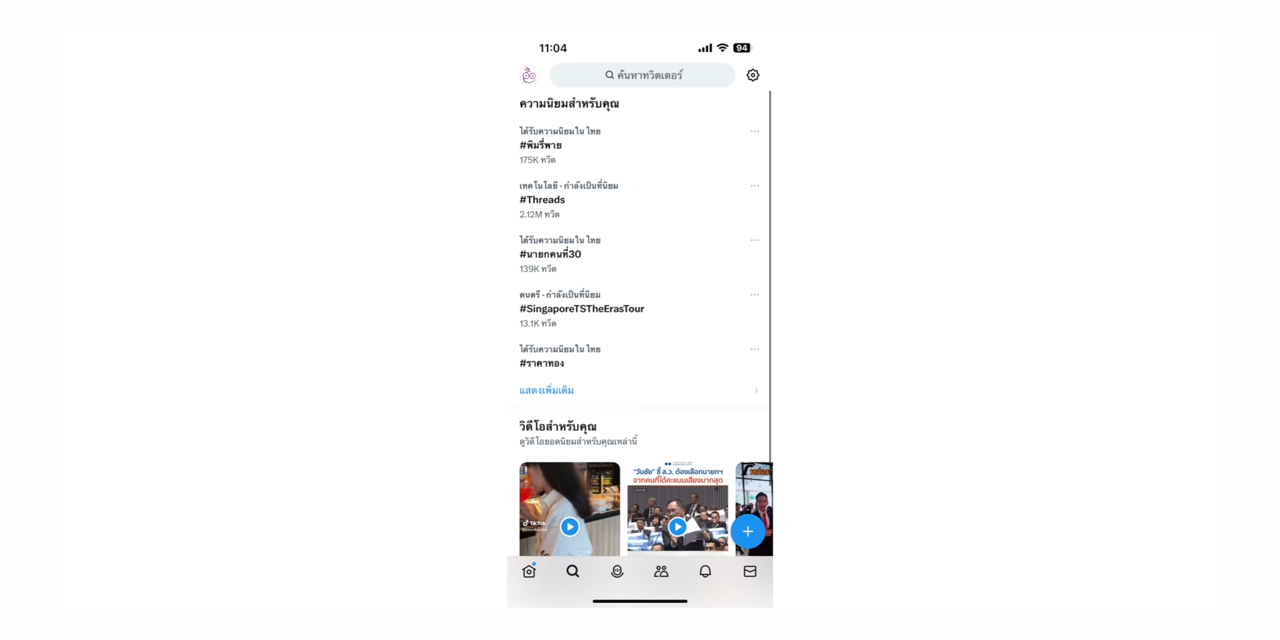 11:04
94
ค้นหาทวิตเตอร์
ความนิยมสำหรับคุณ
ได้รับความนิยมใน ไทย
#พิมรี่พาย
175K ทวีต
เทคโนโลยี · กำลังเป็นที่นิยม
#Threads
2.12M ทวีต
ได้รับความนิยมใน ไทย
#นายกคนที่30
139K ทวีต
ดนตรี · กำลังเป็นที่นิยม
#SingaporeTSTheErasTour
13.1K ทวีต
ได้รับความนิยมใน ไทย
#ราคาทอง
แสดงเพิ่มเติม
วิดีโอสำหรับคุณ
ดูวิดีโอยอดนิยมสำหรับคุณเหล่านี้
"วันชัย" ชี้ ส.ว. ต้องเลือกนายกฯ
จากคนที่ได้คะแนนเสียงมากสุด
TikTok